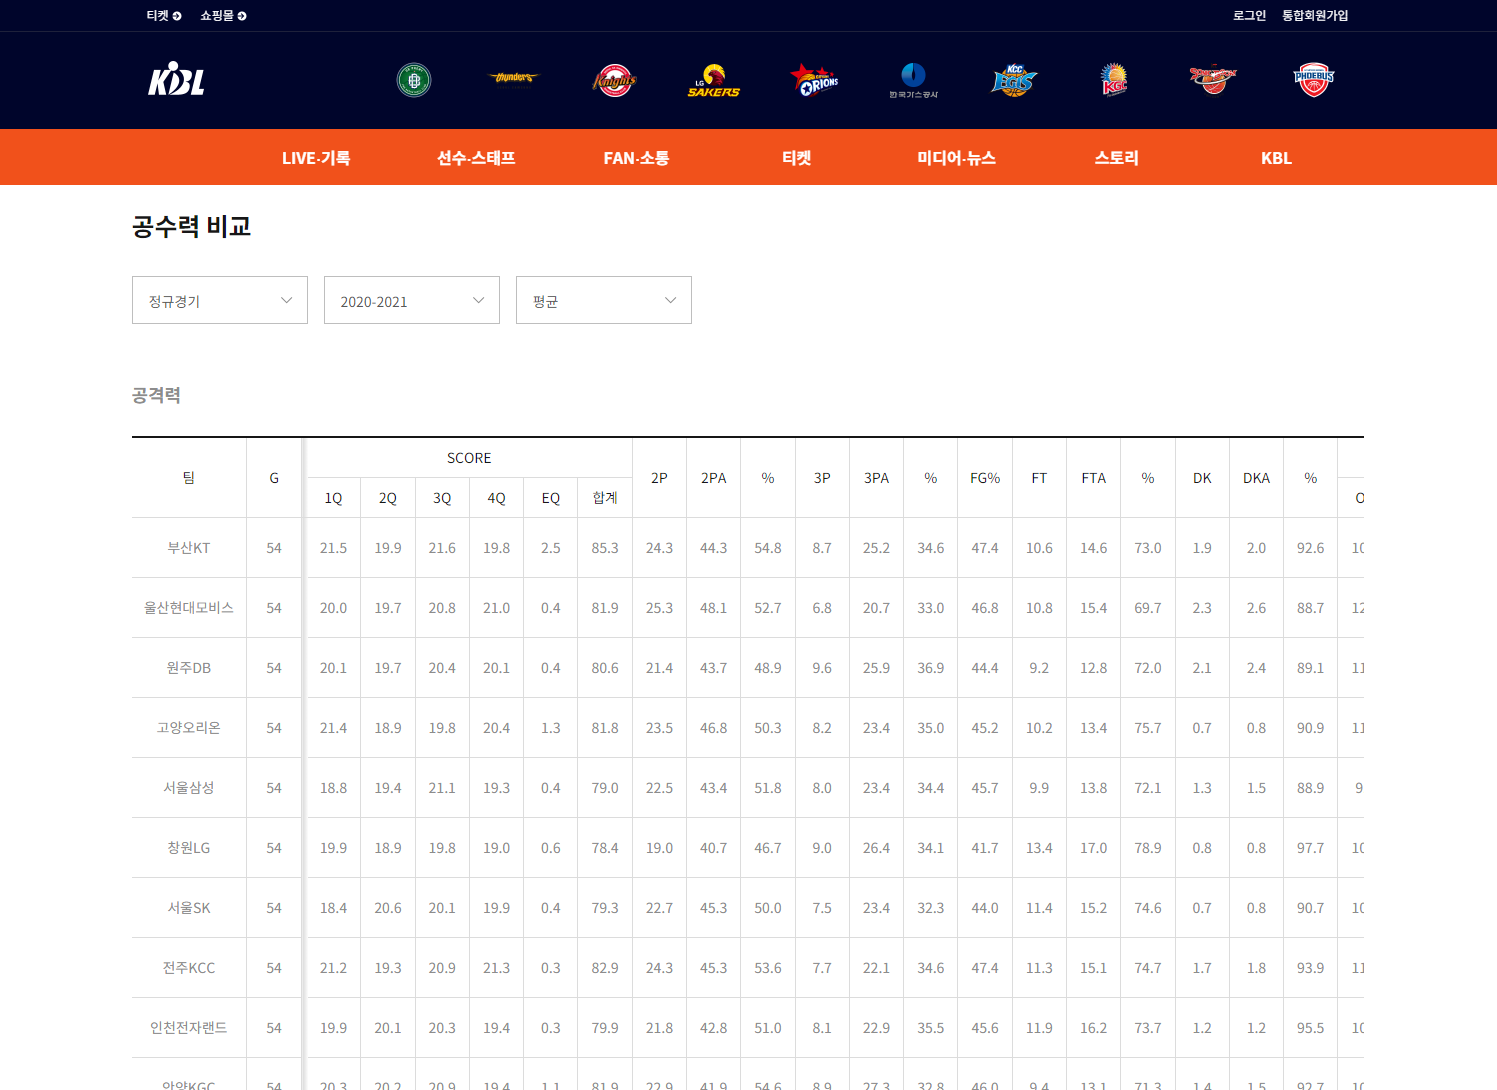 티켓 쇼핑몰 로그인 통합회원가입
KBL thunders Knights LG SAKERS ORIONS 한국가스공사 KCC EGIS KGC PHOEBUS
LIVE·기록 선수·스태프 FAN·소통 티켓 미디어·뉴스 스토리 KBL
공수력 비교
정규경기 2020-2021 평균
공격력
팀 G SCORE 2P 2PA % 3P 3PA % FG% FT FTA % DK DKA %
1Q 2Q 3Q 4Q EQ 합계
부산KT 54 21.5 19.9 21.6 19.8 2.5 85.3 24.3 44.3 54.8 8.7 25.2 34.6 47.4 10.6 14.6 73.0 1.9 2.0 92.6
울산현대모비스 54 20.0 19.7 20.8 21.0 0.4 81.9 25.3 48.1 52.7 6.8 20.7 33.0 46.8 10.8 15.4 69.7 2.3 2.6 88.7
원주DB 54 20.1 19.7 20.4 20.1 0.4 80.6 21.4 43.7 48.9 9.6 25.9 36.9 44.4 9.2 12.8 72.0 2.1 2.4 89.1
고양오리온 54 21.4 18.9 19.8 20.4 1.3 81.8 23.5 46.8 50.3 8.2 23.4 35.0 45.2 10.2 13.4 75.7 0.7 0.8 90.9
서울삼성 54 18.8 19.4 21.1 19.3 0.4 79.0 22.5 43.4 51.8 8.0 23.4 34.4 45.7 9.9 13.8 72.1 1.3 1.5 88.9
창원LG 54 19.9 18.9 19.8 19.0 0.6 78.4 19.0 40.7 46.7 9.0 26.4 34.1 41.7 13.4 17.0 78.9 0.8 0.8 97.7
서울SK 54 18.4 20.6 20.1 19.9 0.4 79.3 22.7 45.3 50.0 7.5 23.4 32.3 44.0 11.4 15.2 74.6 0.7 0.8 90.7
전주KCC 54 21.2 19.3 20.9 21.3 0.3 82.9 24.3 45.3 53.6 7.7 22.1 34.6 47.4 11.3 15.1 74.7 1.7 1.8 93.9
인천전자랜드 54 19.9 20.1 20.3 19.4 0.3 79.9 21.8 42.8 51.0 8.1 22.9 35.5 45.6 11.9 16.2 73.7 1.2 1.2 95.5
안양KGC 54 20.3 20.2 20.9 19.4 1.1 81.9 22.9 41.9 54.6 8.9 27.3 32.8 46.0 9.4 13.1 71.3 1.4 1.5 92.7